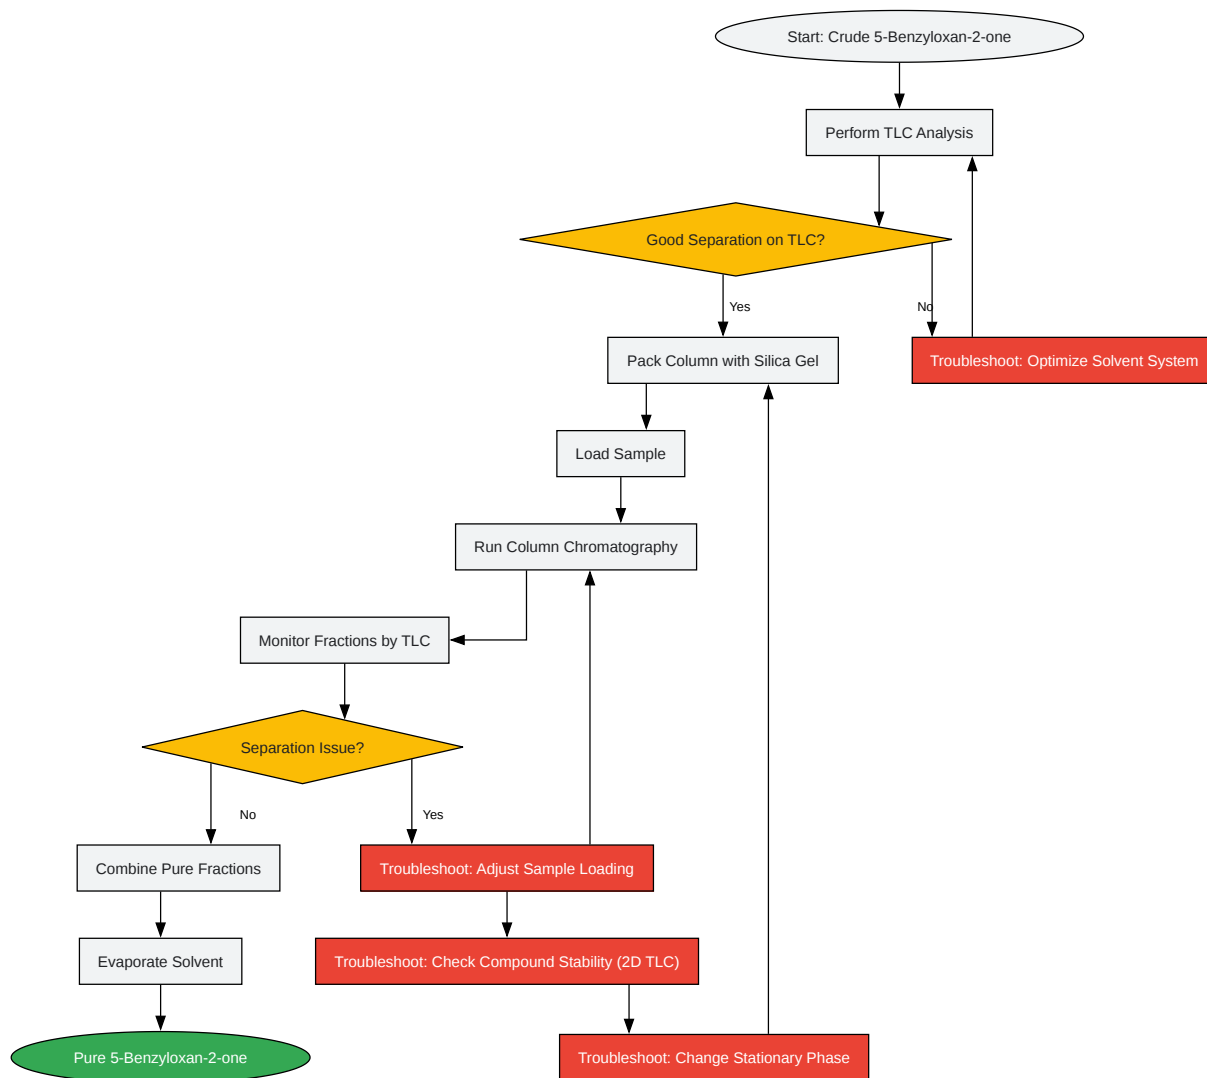 Start: Crude 5-Benzyloxan-2-one
Perform TLC Analysis
Good Separation on TLC?
Yes
No
Pack Column with Silica Gel
Troubleshoot: Optimize Solvent System
Load Sample
Run Column Chromatography
Monitor Fractions by TLC
Separation Issue?
No
Yes
Combine Pure Fractions
Troubleshoot: Adjust Sample Loading
Evaporate Solvent
Troubleshoot: Check Compound Stability (2D TLC)
Pure 5-Benzyloxan-2-one
Troubleshoot: Change Stationary Phase